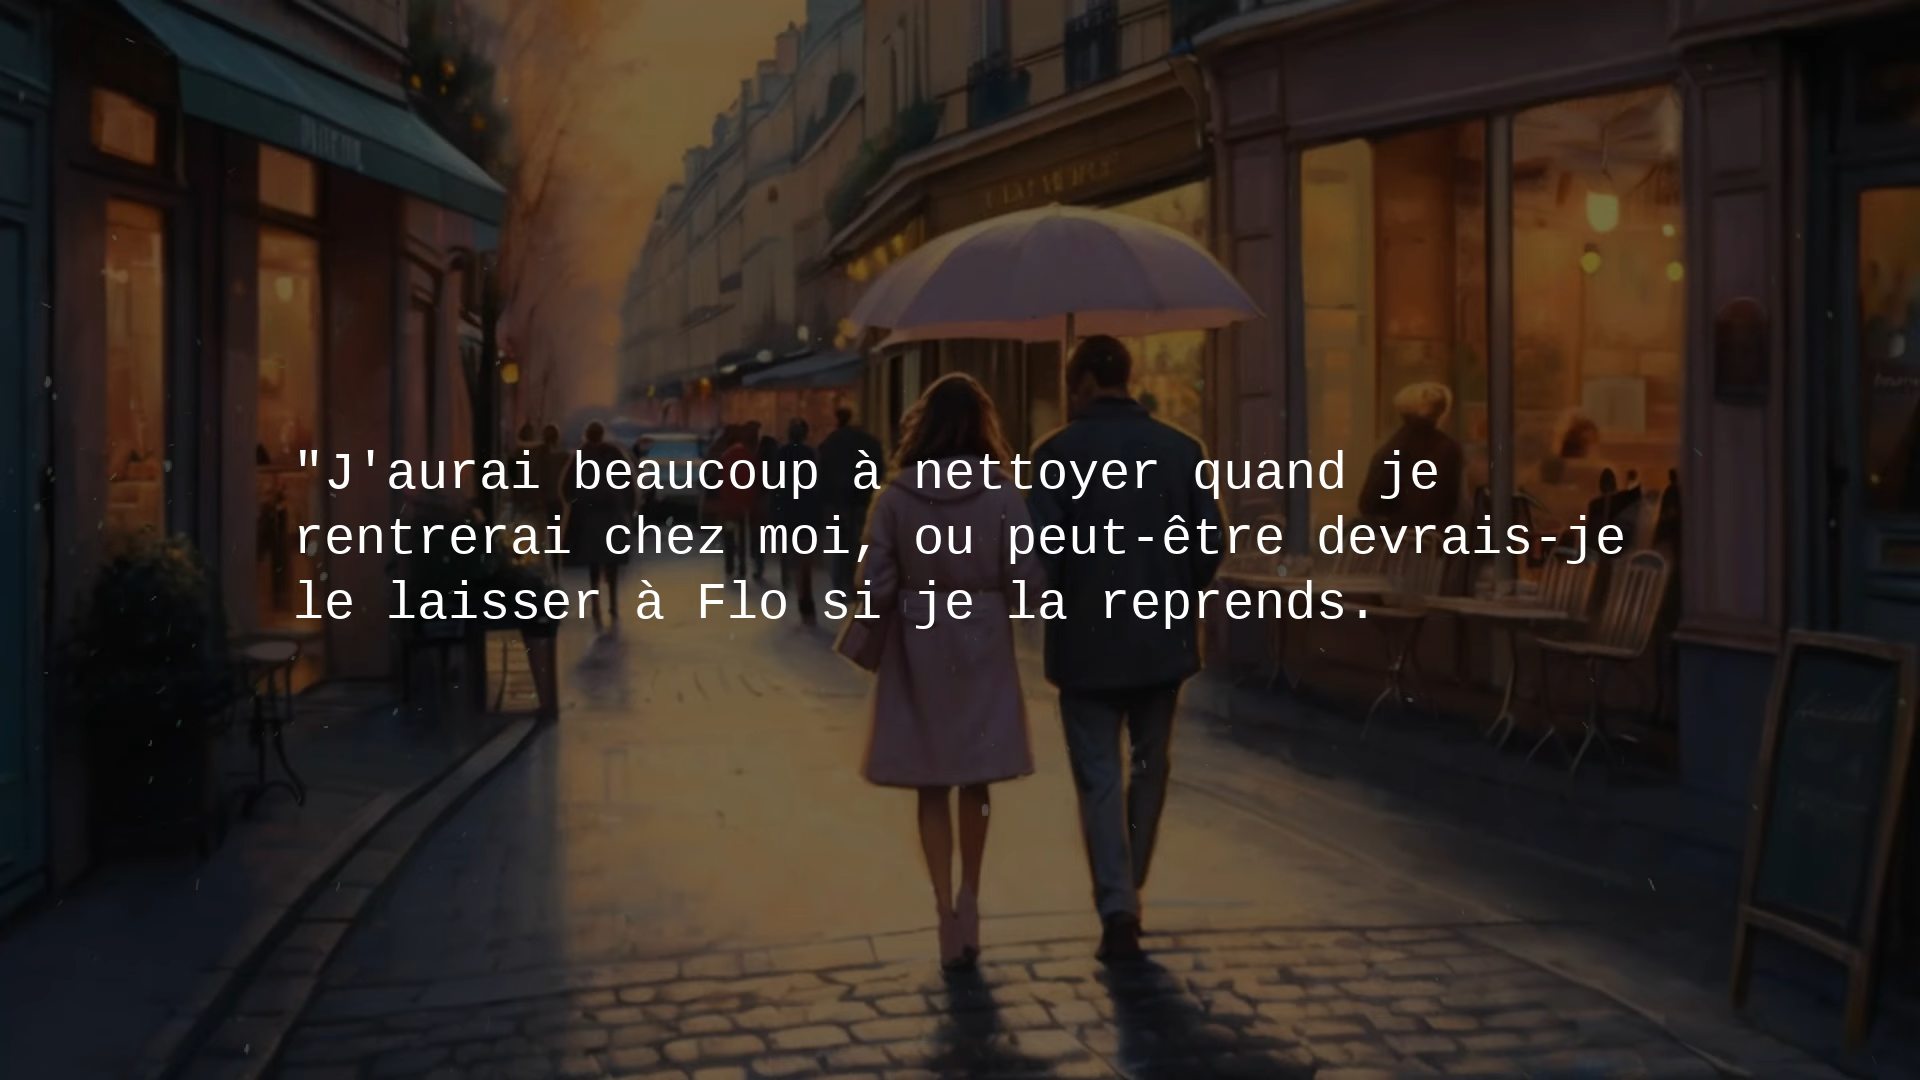 "J'aurai beaucoup à nettoyer quand je
rentrerai chez moi, ou peut-être devrais-je
le laisser à Flo si je la reprends.